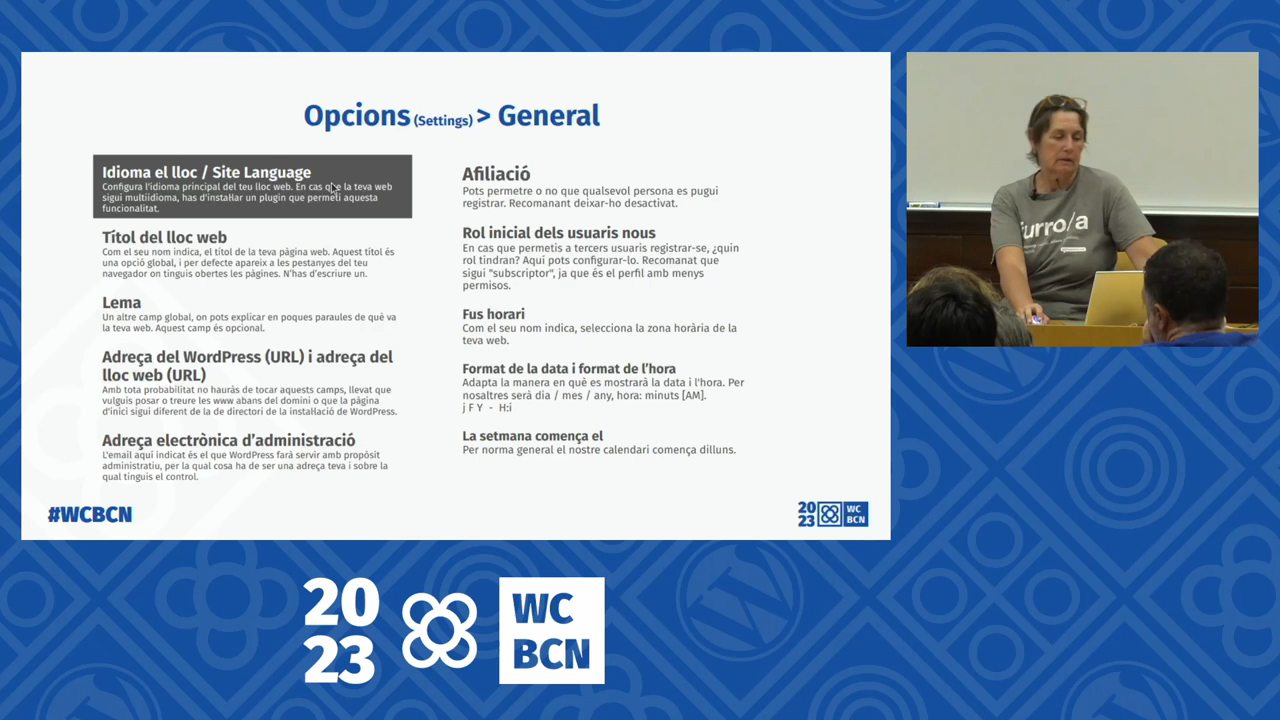 Opcions (Settings) > General
Idioma el lloc / Site Language
Configura l'idioma principal del teu lloc web. En cas que la teva web
sigui multiidioma, has d'instal·lar un plugin que permeti aquesta
funcionalitat.
Títol del lloc web
Com el seu nom indica, el títol de la teva pàgina web. Aquest títol és
una opció global, i per defecte apareix a les pestanyes del teu
navegador on tinguis obertes les pàgines. N'has d'escriure un.
Lema
Un altre camp global, on pots explicar en poques paraules de què va
la teva web. Aquest camp és opcional.
Adreça del WordPress (URL) i adreça del
lloc web (URL)
Amb tota probabilitat no hauràs de tocar aquests camps, llevat que
vulguis posar o treure les www abans del domini o que la pàgina
d'inici sigui diferent de la de directori de la instal·lació de WordPress.
Adreça electrònica d'administració
L'email aquí indicat és el que WordPress farà servir amb propòsit
administratiu, per la qual cosa ha de ser una adreça teva i sobre la
qual tinguis el control.
Afiliació
Pots permetre o no que qualsevol persona es pugui
registrar. Recomanant deixar-ho desactivat.
Rol inicial dels usuaris nous
En cas que permetis a tercers usuaris registrar-se, ¿quin
rol tindran? Aquí pots configurar-lo. Recomanat que
sigui "subscriptor", ja que és el perfil amb menys
permisos.
Fus horari
Com el seu nom indica, selecciona la zona horària de la
teva web.
Format de la data i format de l'hora
Adapta la manera en què es mostrarà la data i l'hora. Per
nosaltres serà dia / mes / any, hora: minuts [AM].
j F Y - H:i
La setmana comença el
Per norma general el nostre calendari comença dilluns.
#WCBCN
20
23
WC
BCN
urro/a
20
23
WC
BCN